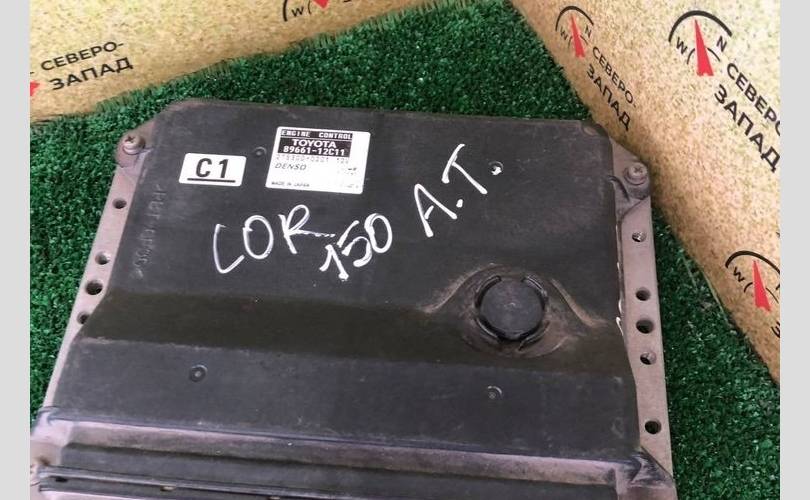 СЕВЕРО-
ЗАПАД
N
W
СЕВЕРО-
ЗАПАД
ENGINE CONTROL
TOYOTA
89661-12C11
DENSO
MADE IN JAPAN
C1
COR 150 A.T.